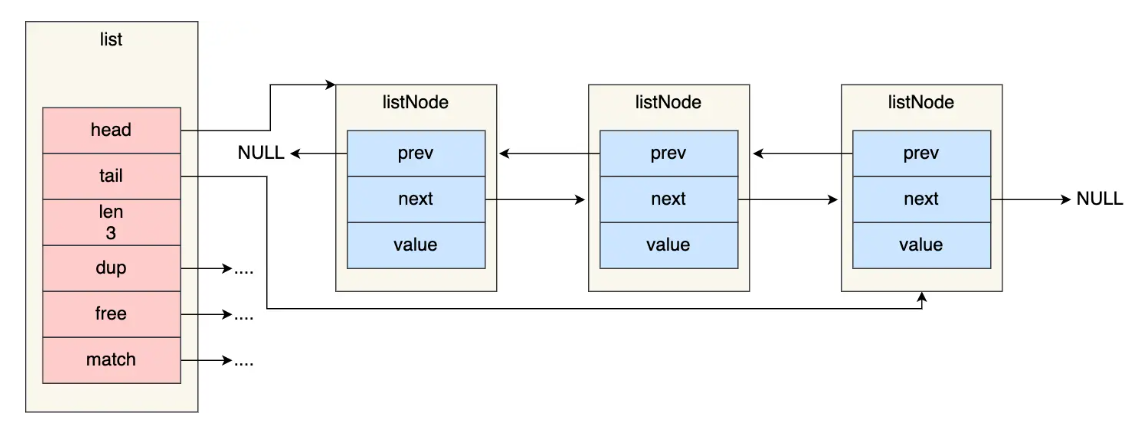 list
head
tail
len
3
dup
....
free
....
match
....
NULL
listNode
prev
next
value
listNode
prev
next
value
listNode
prev
next
value
NULL